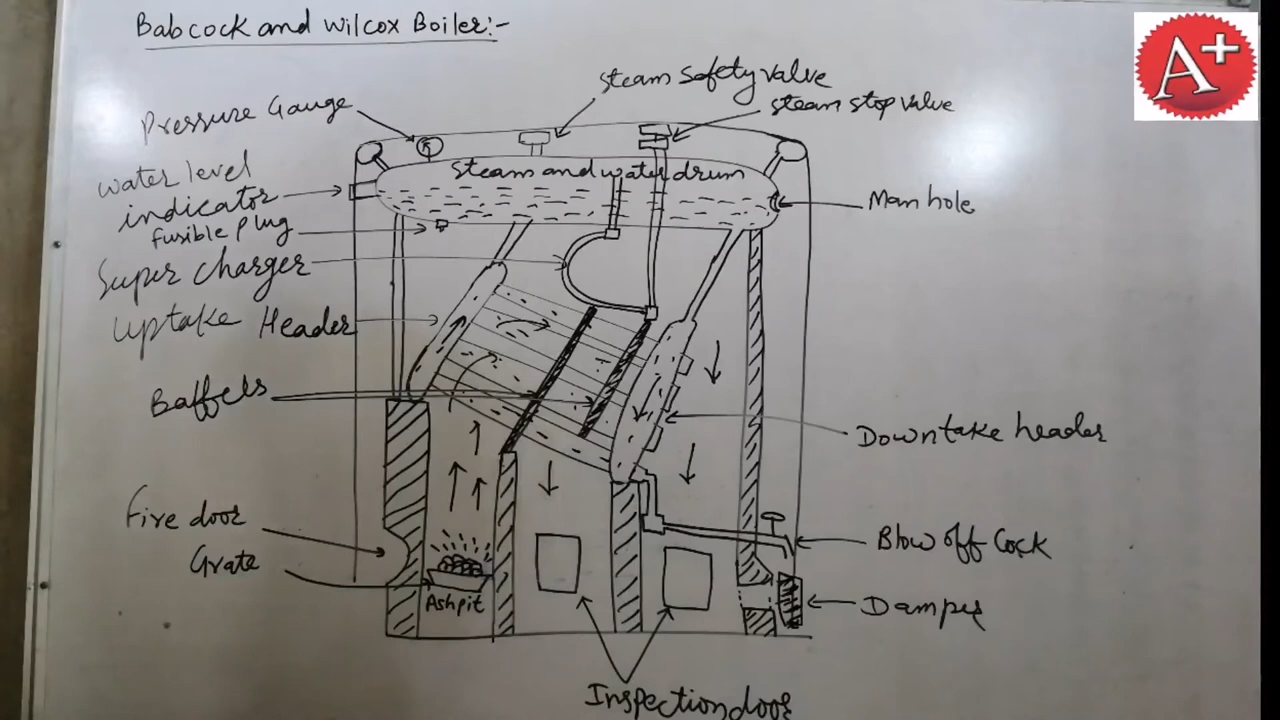 Babcock and Wilcox Boiler:-
A+
steam safety valve
steam stop valve
Pressure Gauge
steam and water drum
water level
indicator
Man hole
fusible plug
Super charger
Uptake Header
Baffels
Downtake header
Fire door
Grate
Ashpit
Blow off Cock
Damper
Inspection door